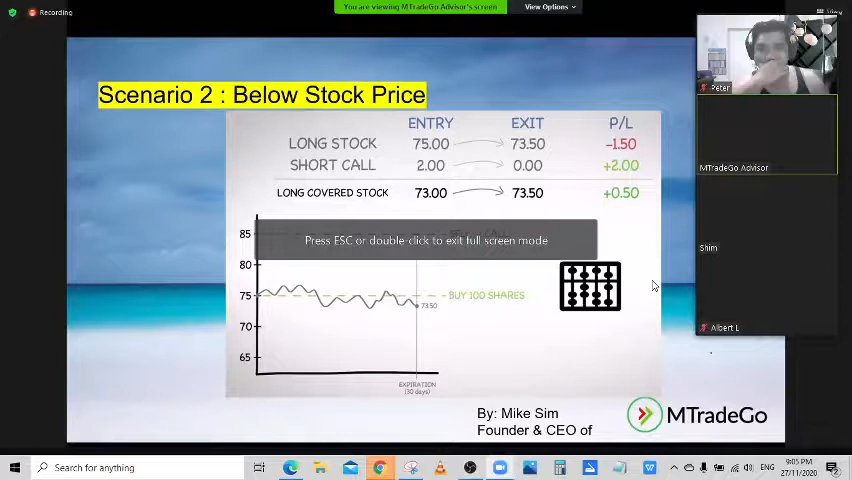 Recording
You are viewing MTradeGo Advisor's screen
View Options
View
Scenario 2 : Below Stock Price
ENTRY EXIT P/L
LONG STOCK 75.00 73.50 -1.50
SHORT CALL 2.00 0.00 +2.00
LONG COVERED STOCK 73.00 73.50 +0.50
Press ESC or double-click to exit full screen mode
85
80
75
70
65
BUY 100 SHARES
73.50
EXPIRATION
(30 days)
By: Mike Sim
Founder & CEO of
MTradeGo
Peter
MTradeGo Advisor
Shim
Albert L
Search for anything
ENG
9:05 PM
27/11/2020